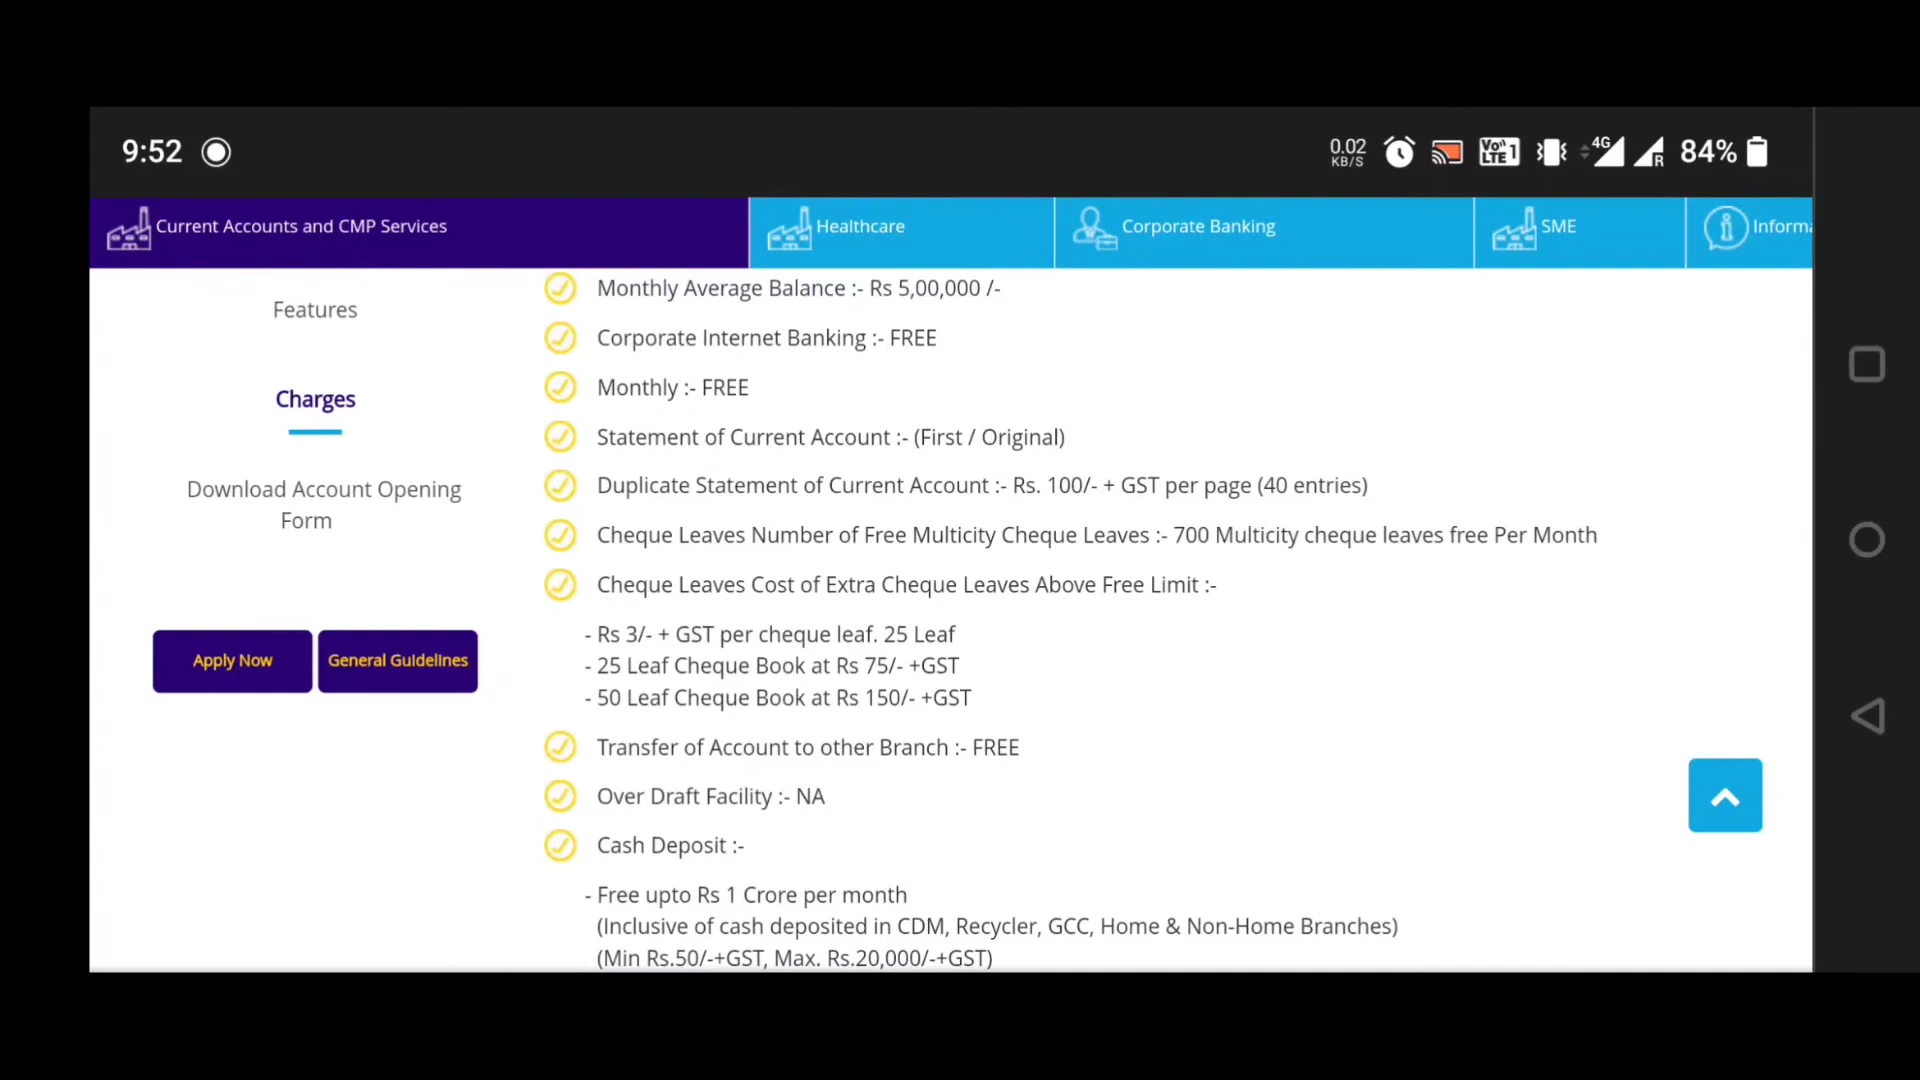 9:52
0.02
KB/S
Vo))
LTE 1
4G
R
84%
Current Accounts and CMP Services
Healthcare
Corporate Banking
SME
Informa
Features
Charges
Download Account Opening
Form
Apply Now
General Guidelines
Monthly Average Balance :- Rs 5,00,000 /-
Corporate Internet Banking :- FREE
Monthly :- FREE
Statement of Current Account :- (First / Original)
Duplicate Statement of Current Account :- Rs. 100/- + GST per page (40 entries)
Cheque Leaves Number of Free Multicity Cheque Leaves :- 700 Multicity cheque leaves free Per Month
Cheque Leaves Cost of Extra Cheque Leaves Above Free Limit :-
- Rs 3/- + GST per cheque leaf. 25 Leaf
- 25 Leaf Cheque Book at Rs 75/- +GST
- 50 Leaf Cheque Book at Rs 150/- +GST
Transfer of Account to other Branch :- FREE
Over Draft Facility :- NA
Cash Deposit :-
- Free upto Rs 1 Crore per month
(Inclusive of cash deposited in CDM, Recycler, GCC, Home & Non-Home Branches)
(Min Rs.50/-+GST, Max. Rs.20,000/-+GST)